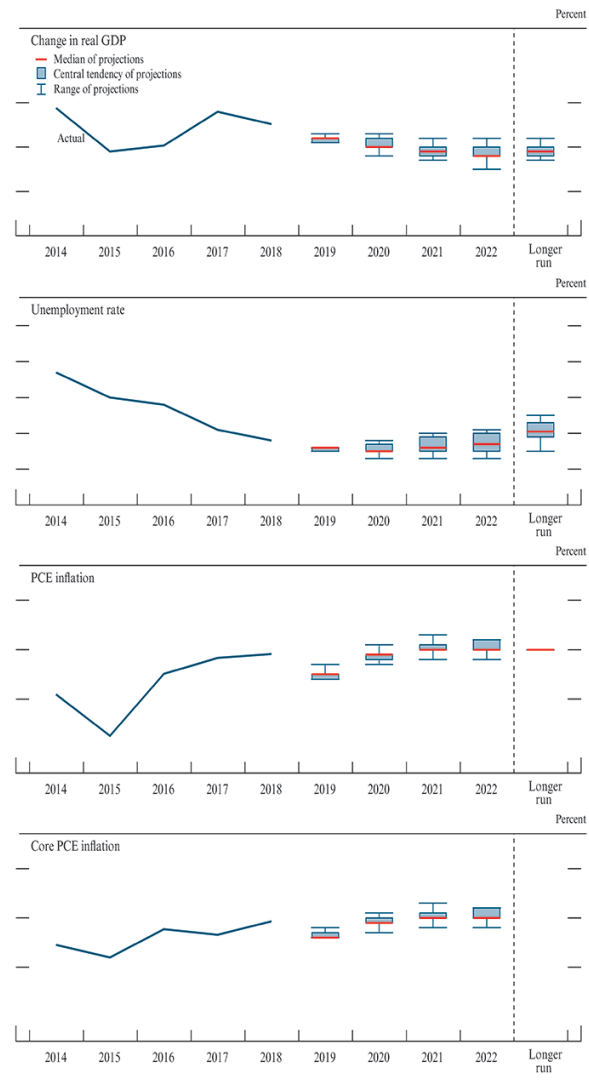 Percent
Change in real GDP
Median of projections
Central tendency of projections
Range of projections
Actual
2014 2015 2016 2017 2018 2019 2020 2021 2022 Longer
run
Percent
Unemployment rate
2014 2015 2016 2017 2018 2019 2020 2021 2022 Longer
run
Percent
PCE inflation
2014 2015 2016 2017 2018 2019 2020 2021 2022 Longer
run
Percent
Core PCE inflation
2014 2015 2016 2017 2018 2019 2020 2021 2022 Longer
run